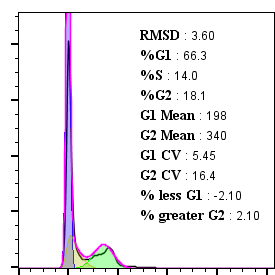 RMSD : 3.60
%G1 : 66.3
%S : 14.0
%G2 : 18.1
G1 Mean : 198
G2 Mean : 340
G1 CV : 5.45
G2 CV : 16.4
% less G1 : -2.10
% greater G2 : 2.10